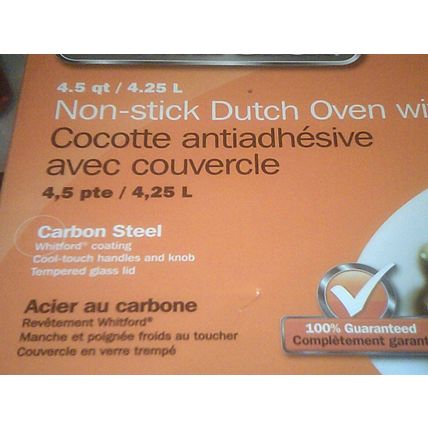 4.5 qt / 4.25 L
Non-stick Dutch Oven wi
Cocotte antiadhésive
avec couvercle
4,5 pte / 4,25 L
Carbon Steel
Whitford® coating
Cool-touch handles and knob
Tempered glass lid
Acier au carbone
Revêtement Whitford®
Manche et poignée froids au toucher
Couvercle en verre trempé
100% Guaranteed
Complètement garant